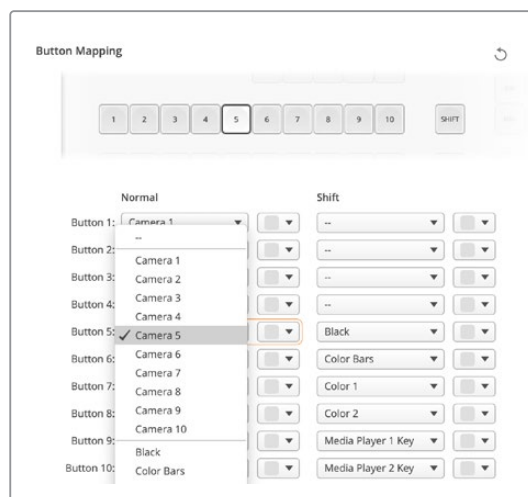 Button Mapping
1 2 3 4 5 6 7 8 9 10 SHIFT
Normal Shift
Button 1: Camera 1 --
Button 2: --
Button 3: --
Button 4: --
Button 5: Black
Button 6: Color Bars
Button 7: Color 1
Button 8: Color 2
Button 9: Media Player 1 Key
Button 10: Media Player 2 Key
--
Camera 1
Camera 2
Camera 3
Camera 4
✓ Camera 5
Camera 6
Camera 7
Camera 8
Camera 9
Camera 10
Black
Color Bars